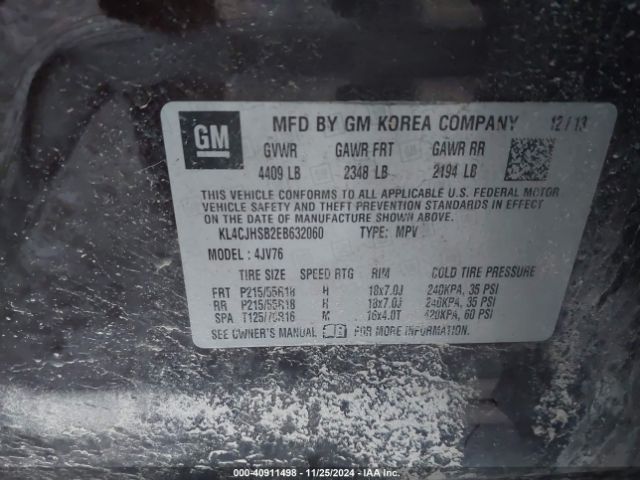 GM MFD BY GM KOREA COMPANY 12/13
GVWR GAWR FRT GAWR RR
4409 LB 2348 LB 2194 LB
THIS VEHICLE CONFORMS TO ALL APPLICABLE U.S. FEDERAL MOTOR
VEHICLE SAFETY AND THEFT PREVENTION STANDARDS IN EFFECT ON
THE DATE OF MANUFACTURE SHOWN ABOVE.
KL4CJHSB2EB632060 TYPE: MPV
MODEL: 4JV76
TIRE SIZE SPEED RTG RIM COLD TIRE PRESSURE
FRT P215/55R18 H 18x7.0J 240KPA, 35 PSI
RR P215/55R18 H 18x7.0J 240KPA, 35 PSI
SPA T125/70R16 M 16x4.0T 420KPA, 60 PSI
SEE OWNER'S MANUAL FOR MORE INFORMATION.
000-40911498 - 11/25/2024 - IAA Inc.